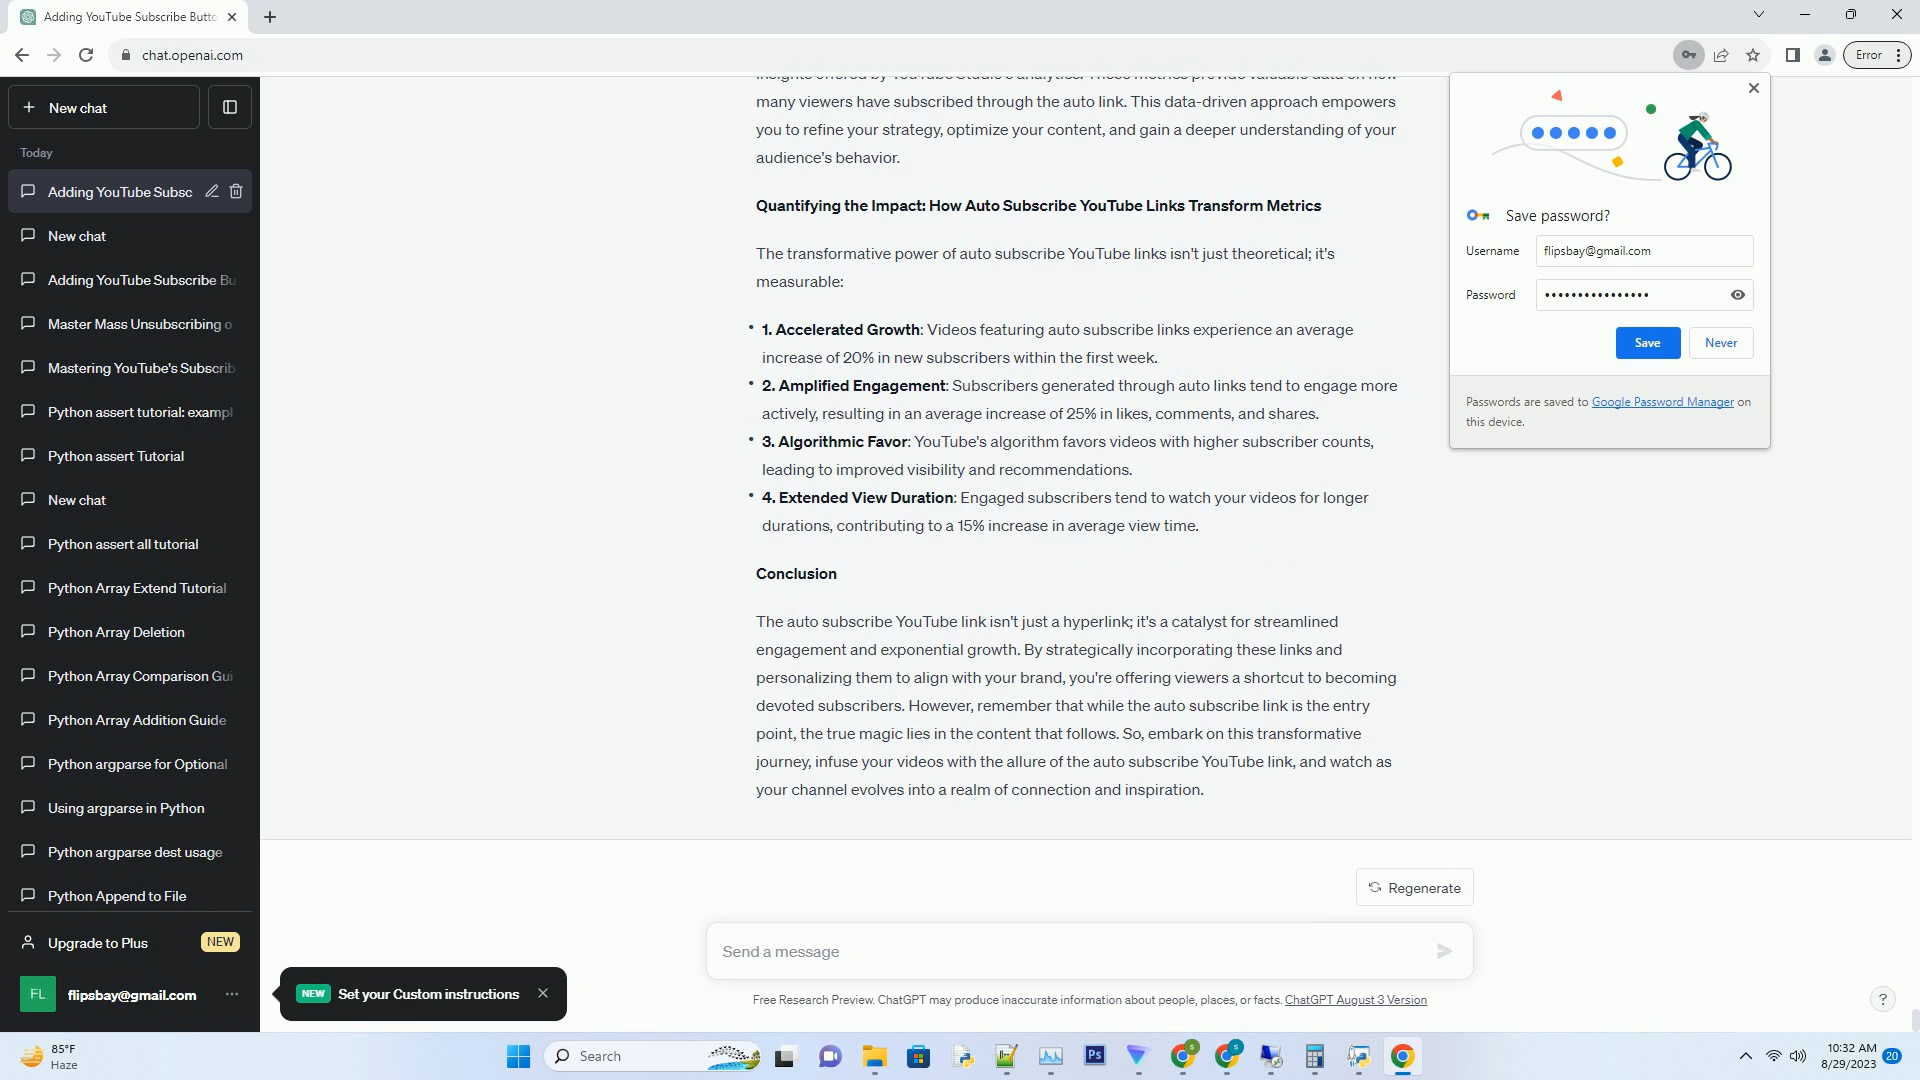 Adding YouTube Subscribe Butto
chat.openai.com
Error
New chat
Today
Adding YouTube Subsc
New chat
Adding YouTube Subscribe Bu
Master Mass Unsubscribing o
Mastering YouTube's Subscrib
Python assert tutorial: exampl
Python assert Tutorial
New chat
Python assert all tutorial
Python Array Extend Tutorial
Python Array Deletion
Python Array Comparison Gui
Python Array Addition Guide
Python argparse for Optional
Using argparse in Python
Python argparse dest usage
Python Append to File
Upgrade to Plus
NEW
FL
flipsbay@gmail.com
insights offered by YouTube Studio's analytics. These metrics provide valuable data on how
many viewers have subscribed through the auto link. This data-driven approach empowers
you to refine your strategy, optimize your content, and gain a deeper understanding of your
audience's behavior.
Quantifying the Impact: How Auto Subscribe YouTube Links Transform Metrics
The transformative power of auto subscribe YouTube links isn't just theoretical; it's
measurable:
• 1. Accelerated Growth: Videos featuring auto subscribe links experience an average
increase of 20% in new subscribers within the first week.
• 2. Amplified Engagement: Subscribers generated through auto links tend to engage more
actively, resulting in an average increase of 25% in likes, comments, and shares.
• 3. Algorithmic Favor: YouTube's algorithm favors videos with higher subscriber counts,
leading to improved visibility and recommendations.
• 4. Extended View Duration: Engaged subscribers tend to watch your videos for longer
durations, contributing to a 15% increase in average view time.
Conclusion
The auto subscribe YouTube link isn't just a hyperlink; it's a catalyst for streamlined
engagement and exponential growth. By strategically incorporating these links and
personalizing them to align with your brand, you're offering viewers a shortcut to becoming
devoted subscribers. However, remember that while the auto subscribe link is the entry
point, the true magic lies in the content that follows. So, embark on this transformative
journey, infuse your videos with the allure of the auto subscribe YouTube link, and watch as
your channel evolves into a realm of connection and inspiration.
Save password?
Username
flipsbay@gmail.com
Password
••••••••••••••••
Save
Never
Passwords are saved to Google Password Manager on
this device.
Regenerate
Send a message
NEW
Set your Custom instructions
Free Research Preview. ChatGPT may produce inaccurate information about people, places, or facts. ChatGPT August 3 Version
?
85°F
Haze
Search
Ps
S
S
10:32 AM
8/29/2023
20